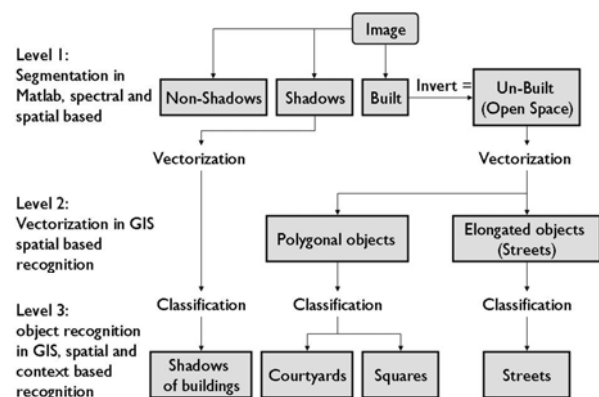 Image
Level 1:
Segmentation in
Matlab, spectral and
spatial based
Non-Shadows
Shadows
Built
Invert =
Un-Built
(Open Space)
Vectorization
Vectorization
Level 2:
Vectorization in GIS
spatial based
recognition
Polygonal objects
Elongated objects
(Streets)
Level 3:
object recognition
in GIS, spatial and
context based
recognition
Classification
Classification
Classification
Shadows
of buildings
Courtyards
Squares
Streets